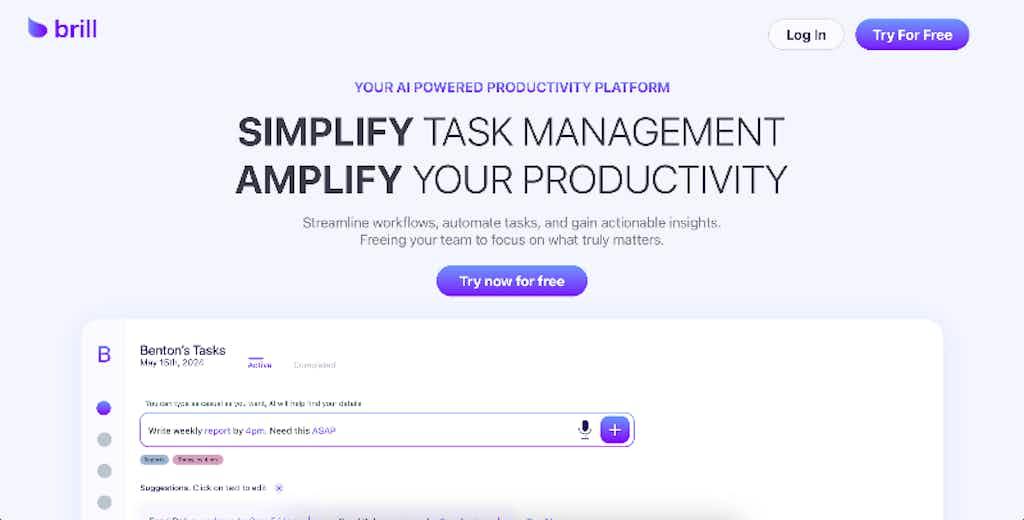 brill
Log In
Try For Free
YOUR AI POWERED PRODUCTIVITY PLATFORM
SIMPLIFY TASK MANAGEMENT
AMPLIFY YOUR PRODUCTIVITY
Streamline workflows, automate tasks, and gain actionable insights.
Freeing your team to focus on what truly matters.
Try now for free
B
Benton's Tasks
May 15th, 2024
Active
Completed
You can type as casual as you want, AI will help find your details
Write weekly report by 4pm. Need this ASAP
+
Suggestions. Click on text to edit